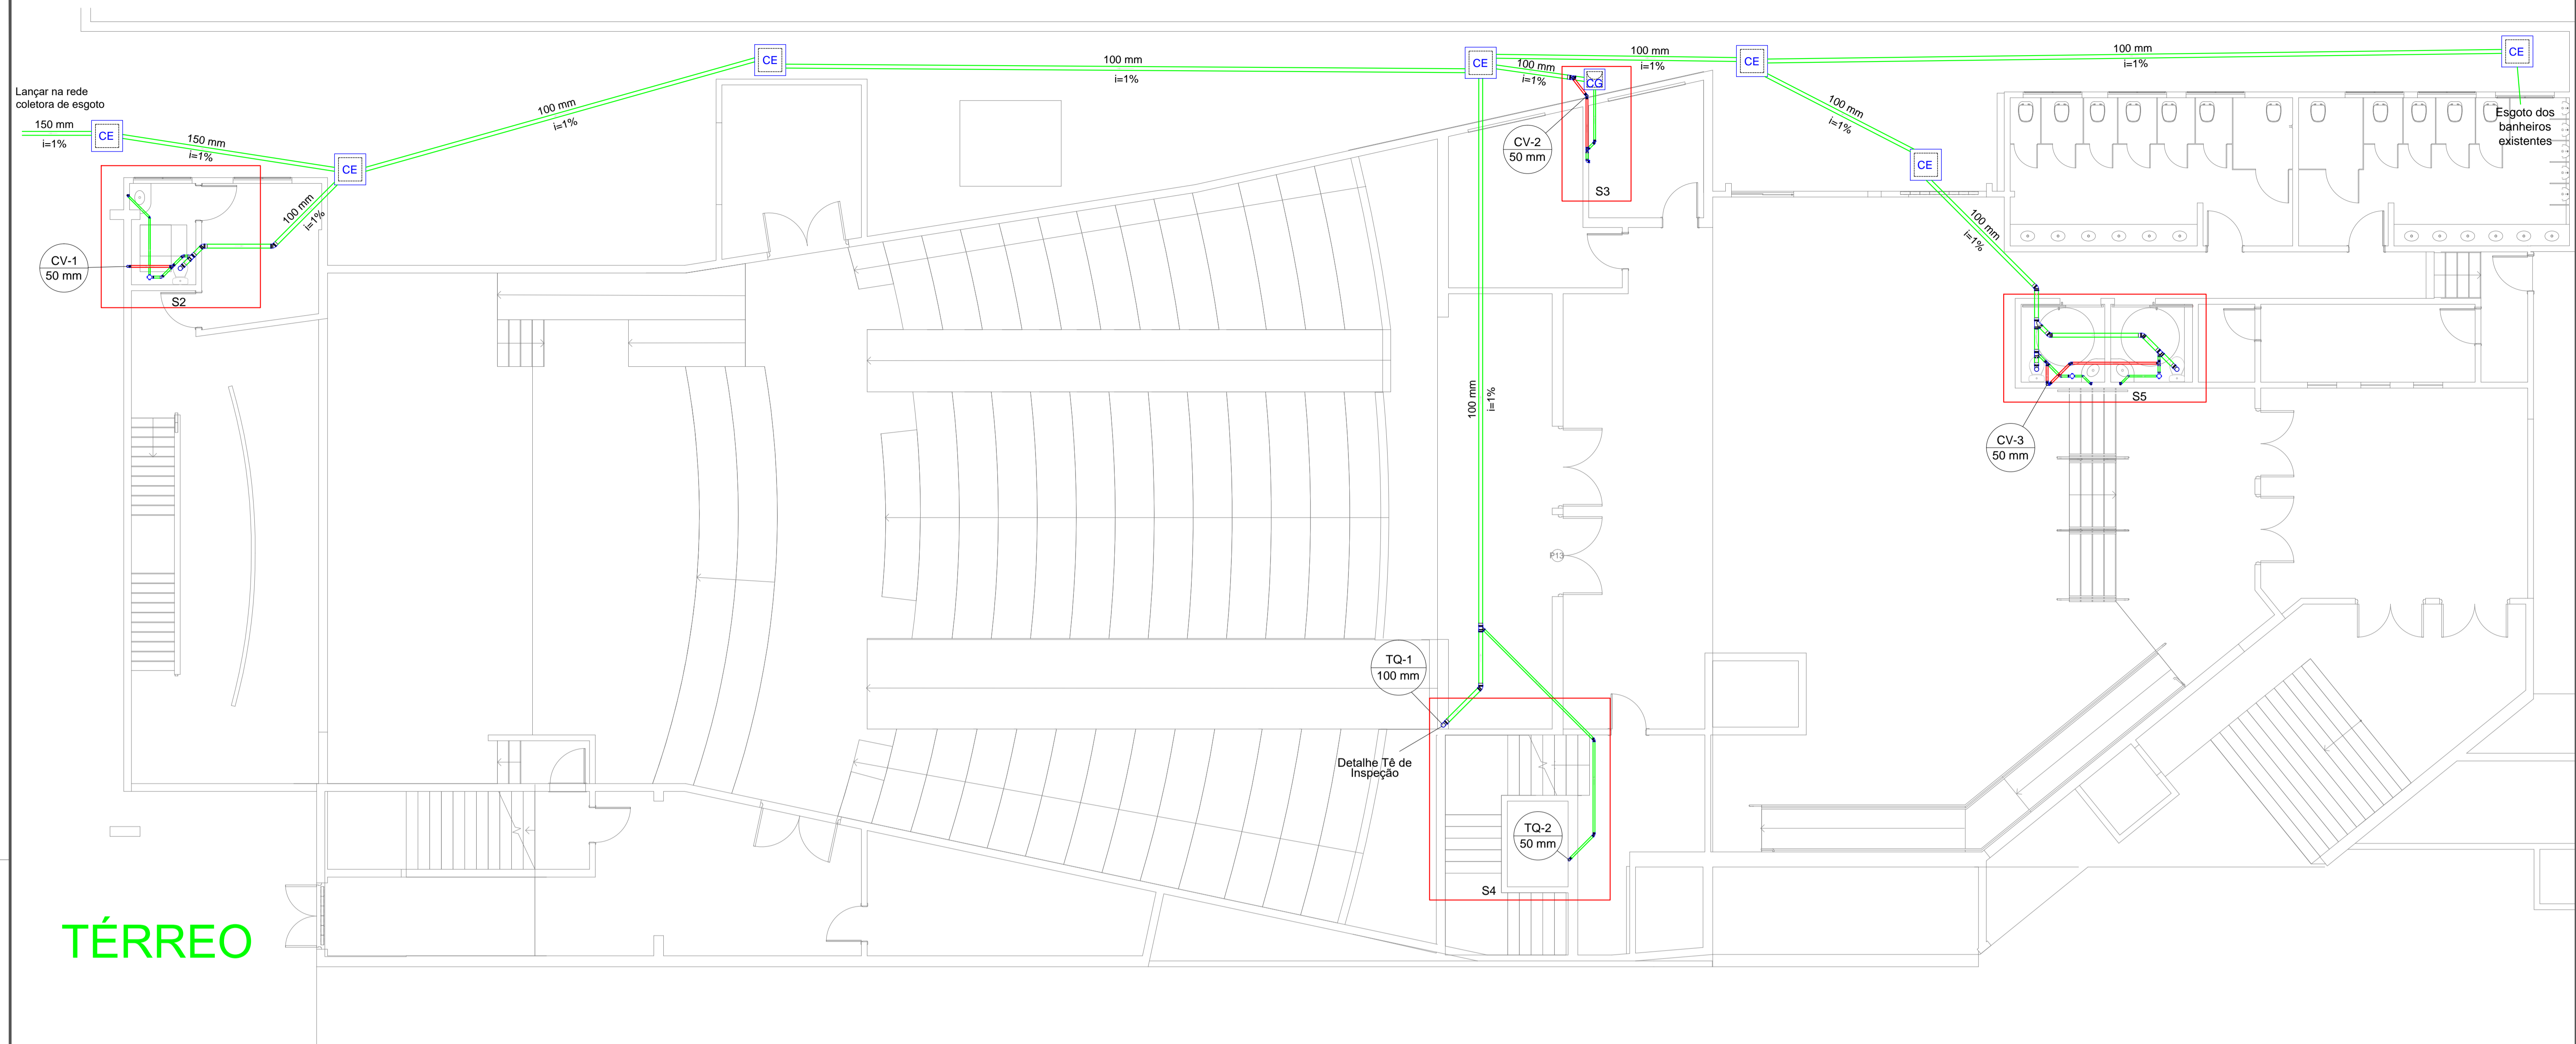 Lançar na rede
coletora de esgoto
150 mm
i=1%
CE
150 mm
i=1%
CE
100 mm
i=1%
100 mm
i=1%
CE
100 mm
i=1%
CE
100 mm
i=1%
CG
100 mm
i=1%
CE
100 mm
i=1%
CE
Esgoto dos
banheiros
existentes
100 mm
i=1%
CE
100 mm
i=1%
CV-1
50 mm
S2
CV-2
50 mm
S3
CV-3
50 mm
S5
100 mm
i=1%
P13
TQ-1
100 mm
Detalhe Tê de
Inspeção
TQ-2
50 mm
S4
TÉRREO